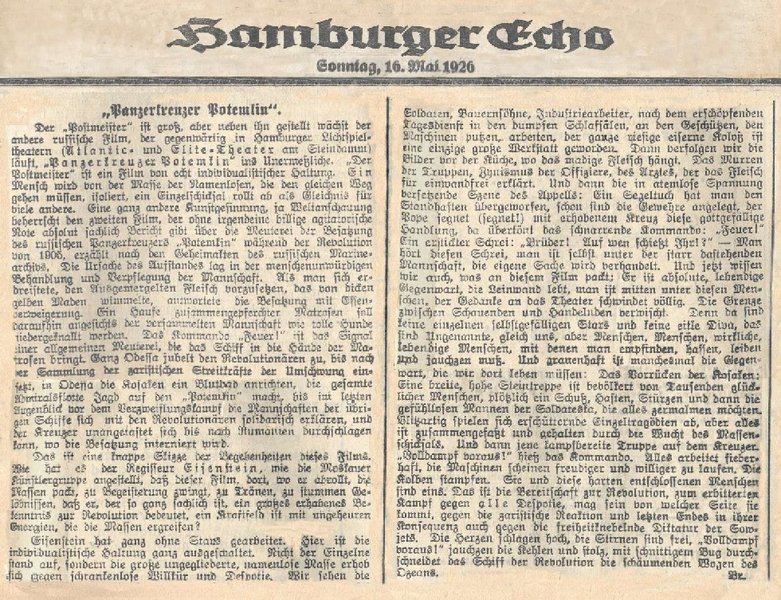 Hamburger Echo
Sonntag, 16. Mai 1926
„Panzerkreuzer Potemkin“.
Der „Postmeister“ ist groß, aber neben ihn gestellt wächst der
andere russische Film, der gegenwärtig in Hamburger Lichtspiel-
theatern (Atlantic- und Elite-Theater am Steindamm)
läuft, „Panzerkreuzer Potemkin“ ins Unermeßliche. „Der
Postmeister“ ist ein Film von echt individualistischer Haltung. Ein
Mensch wird von der Masse der Namenlosen, die den gleichen Weg
gehen müssen, isoliert, ein Einzelschicksal rollt ab als Gleichnis für
viele andere. Eine ganz andere Kunstgesinnung, ja Weltanschauung
beherrscht den zweiten Film, der ohne irgendeine billige agitatorische
Note absolut sachlich Bericht gibt über die Meuterei der Besatzung
des russischen Panzerkreuzers „Potemkin“ während der Revolution
von 1905, erzählt nach den Geheimakten des russischen Marine-
archivs. Die Ursache des Aufstandes lag in der menschenunwürdigen
Behandlung und Verpflegung der Mannschaft. Als man sich er-
dreistete, den Ausgemergelten Fleisch vorzusetzen, das von dicken
gelben Maden wimmelte, antwortete die Besatzung mit Essen-
verweigerung. Ein Haufe zusammengepferchter Matrosen soll
daraufhin angesichts der versammelten Mannschaft wie tolle Hunde
niedergeknallt werden. Das Kommando „Feuer!“ ist das Signal
einer allgemeinen Meuterei, die das Schiff in die Hände der Ma-
trosen bringt. Ganz Odessa jubelt den Revolutionären zu, bis nach
der Sammlung der zaristischen Streitkräfte der Umschwung ein-
setzt, in Odessa die Kosaken ein Blutbad anrichten, die gesamte
Admiralsflotte Jagd auf den „Potemkin“ macht, bis im letzten
Augenblick vor dem Verzweiflungskampf die Mannschaften der übri-
gen Schiffe sich mit den Revolutionären solidarisch erklären, und
der Kreuzer unangetastet sich bis nach Rumänien durchschlagen
kann, wo die Besatzung interniert wird.
Das ist eine knappe Skizze der Begebenheiten dieses Films.
Wie hat es der Regisseur Eisenstein, wie die Moskauer
Künstlergruppe angestellt, daß dieser Film, dort, wo er abrollt, die
Massen packt, zu Begeisterung zwingt, zu Tränen, zu stummen Ge-
löbnissen, daß er, der so ganz sachlich ist, ein großes erhabenes Be-
kenntnis zur Revolution bedeutet, ein Kraftfeld ist mit ungeheuren
Energien, die die Massen ergreifen?
Eisenstein hat ganz ohne Stars gearbeitet. Hier ist die
individualistische Haltung ganz ausgeschaltet. Nicht der Einzelne
stand auf, sondern die große ungegliederte, namenlose Masse erhob
sich gegen schrankenlose Willkür und Despotie. Wir sehen die
Soldaten, Bauernsöhne, Industriearbeiter, nach dem erschöpfenden
Tagesdienst in den dumpfen Schlafsälen, an den Geschützen, den
Maschinen putzen, arbeiten, der ganze riesige eiserne Koloß ist
eine einzige große Werkstatt geworden. Dann verfolgen wir die
Bilder vor der Küche, wo das madige Fleisch hängt. Das Murren
der Truppen, Zynismus der Offiziere, des Arztes, der das Fleisch
für einwandfrei erklärt. Und dann die in atemlose Spannung
versetzende Szene des Appells: Ein Segeltuch hat man den
Standhaften übergeworfen, schon sind die Gewehre angelegt, der
Pope segnet (segnet!) mit erhobenem Kreuz diese gottgefällige
Handlung, da übertönt das schnarrende Kommando: „Feuer!“
Ein erstickter Schrei: „Brüder! Auf wen schießt Ihr!?“ — Man
hört diesen Schrei, man ist selbst unter der starr dastehenden
Mannschaft, die eigene Sache wird verhandelt. Und jetzt wissen
wir auch, was an diesem Film packt: Er ist absolute, lebendige
Gegenwart, die Leinwand lebt, man ist mitten unter diesen Men-
schen, der Gedanke an das Theater schwindet völlig. Die Grenze
zwischen Schauenden und Handelnden verwischt. Denn da sind
keine einzelnen selbstgefälligen Stars und keine eitle Diva, das
sind Ungenannte, gleich uns, aber Menschen, Menschen, wirkliche,
lebendige Menschen, mit denen man empfinden, hassen, leben
und jauchzen muß. Und grauenhaft ist manchesmal die Gegen-
wart, die wir dort leben müssen: Das Vorrücken der Kosaken:
Eine breite, hohe Steintreppe ist bevölkert von Tausenden glück-
licher Menschen, plötzlich ein Schuß, Hasten, Stürzen und dann die
gefühllosen Mannen der Soldateska, die alles zermalmen möchten.
Blitzartig spielen sich erschütternde Einzeltragödien ab, aber alles
ist zusammengefaßt und gehalten durch die Wucht des Massen-
schicksals. Und dann jene kampfbereite Truppe auf dem Kreuzer.
„Volldampf voraus!“ hieß das Kommando. Alles arbeitet fieber-
haft, die Maschinen scheinen freudiger und williger zu laufen. Die
Kolben stampfen. Sie und diese harten entschlossenen Menschen
sind eins. Das ist die Bereitschaft zur Revolution, zum erbitterten
Kampf gegen alle Despotie, mag sein von welcher Seite sie
kommt, gegen die zaristische Reaktion und letzten Endes in ihrer
Konsequenz auch gegen die freiheitknebelnde Diktatur der Sow-
jets. Die Herzen schlagen hoch, die Stirnen sind frei, „Volldampf
voraus!“ jauchzen die Kehlen und stolz, mit schnittigem Bug durch-
schneidet das Schiff der Revolution die schäumenden Wogen des
Ozeans.
Br.